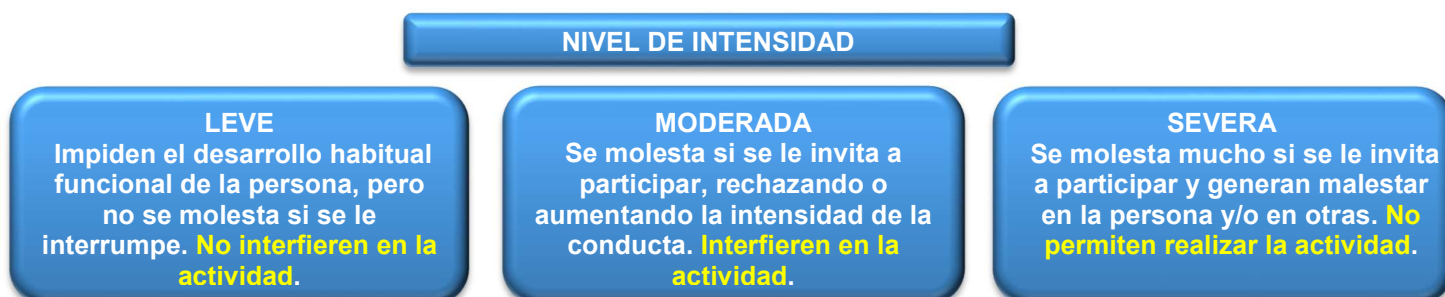 NIVEL DE INTENSIDAD
LEVE
Impiden el desarrollo habitual
funcional de la persona, pero
no se molesta si se le
interrumpe. No interfieren en la
actividad.
MODERADA
Se molesta si se le invita a
participar, rechazando o
aumentando la intensidad de la
conducta. Interfieren en la
actividad.
SEVERA
Se molesta mucho si se le invita
a participar y generan malestar
en la persona y/o en otras. No
permiten realizar la actividad.